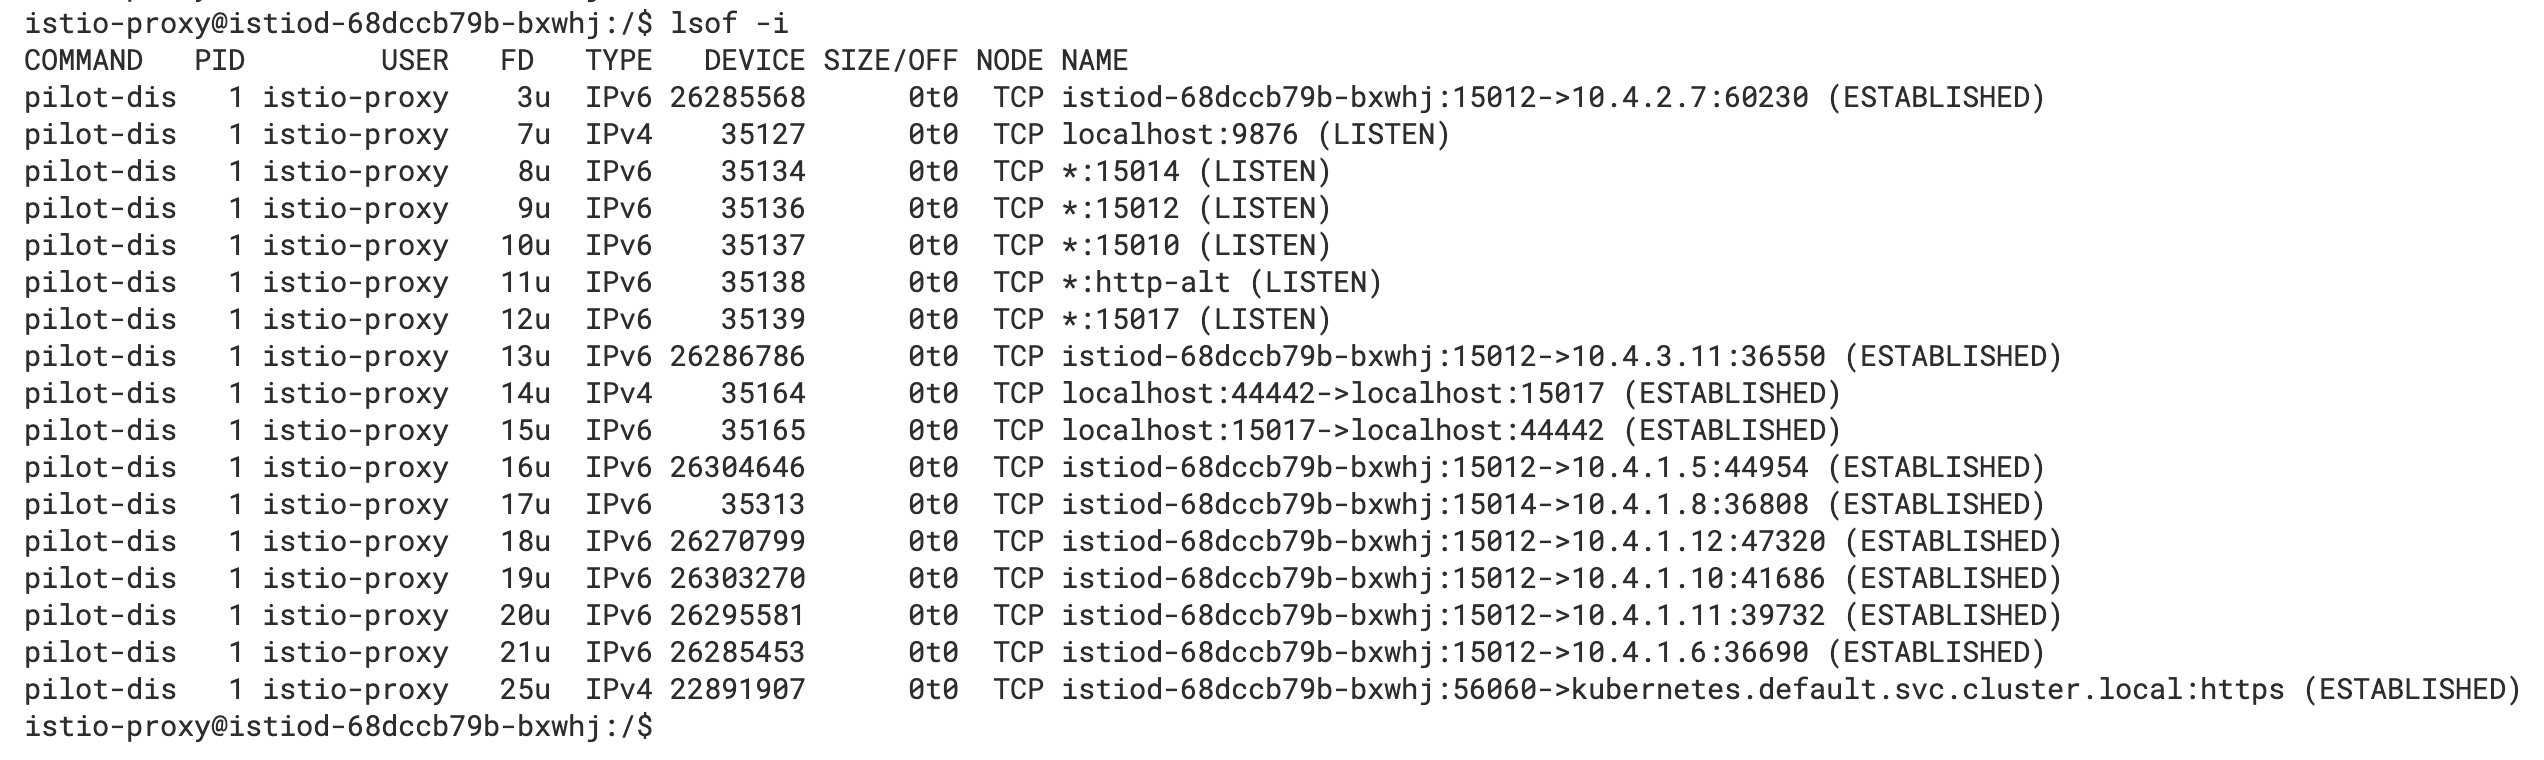 istio-proxy@istiod-68dccb79b-bxwhj:/$ lsof -i
COMMAND   PID        USER   FD   TYPE   DEVICE SIZE/OFF NODE NAME
pilot-dis   1 istio-proxy    3u  IPv6 26285568      0t0  TCP istiod-68dccb79b-bxwhj:15012->10.4.2.7:60230 (ESTABLISHED)
pilot-dis   1 istio-proxy    7u  IPv4    35127      0t0  TCP localhost:9876 (LISTEN)
pilot-dis   1 istio-proxy    8u  IPv6    35134      0t0  TCP *:15014 (LISTEN)
pilot-dis   1 istio-proxy    9u  IPv6    35136      0t0  TCP *:15012 (LISTEN)
pilot-dis   1 istio-proxy   10u  IPv6    35137      0t0  TCP *:15010 (LISTEN)
pilot-dis   1 istio-proxy   11u  IPv6    35138      0t0  TCP *:http-alt (LISTEN)
pilot-dis   1 istio-proxy   12u  IPv6    35139      0t0  TCP *:15017 (LISTEN)
pilot-dis   1 istio-proxy   13u  IPv6 26286786      0t0  TCP istiod-68dccb79b-bxwhj:15012->10.4.3.11:36550 (ESTABLISHED)
pilot-dis   1 istio-proxy   14u  IPv4    35164      0t0  TCP localhost:44442->localhost:15017 (ESTABLISHED)
pilot-dis   1 istio-proxy   15u  IPv6    35165      0t0  TCP localhost:15017->localhost:44442 (ESTABLISHED)
pilot-dis   1 istio-proxy   16u  IPv6 26304646      0t0  TCP istiod-68dccb79b-bxwhj:15012->10.4.1.5:44954 (ESTABLISHED)
pilot-dis   1 istio-proxy   17u  IPv6    35313      0t0  TCP istiod-68dccb79b-bxwhj:15014->10.4.1.8:36808 (ESTABLISHED)
pilot-dis   1 istio-proxy   18u  IPv6 26270799      0t0  TCP istiod-68dccb79b-bxwhj:15012->10.4.1.12:47320 (ESTABLISHED)
pilot-dis   1 istio-proxy   19u  IPv6 26303270      0t0  TCP istiod-68dccb79b-bxwhj:15012->10.4.1.10:41686 (ESTABLISHED)
pilot-dis   1 istio-proxy   20u  IPv6 26295581      0t0  TCP istiod-68dccb79b-bxwhj:15012->10.4.1.11:39732 (ESTABLISHED)
pilot-dis   1 istio-proxy   21u  IPv6 26285453      0t0  TCP istiod-68dccb79b-bxwhj:15012->10.4.1.6:36690 (ESTABLISHED)
pilot-dis   1 istio-proxy   25u  IPv4 22891907      0t0  TCP istiod-68dccb79b-bxwhj:56060->kubernetes.default.svc.cluster.local:https (ESTABLISHED)
istio-proxy@istiod-68dccb79b-bxwhj:/$